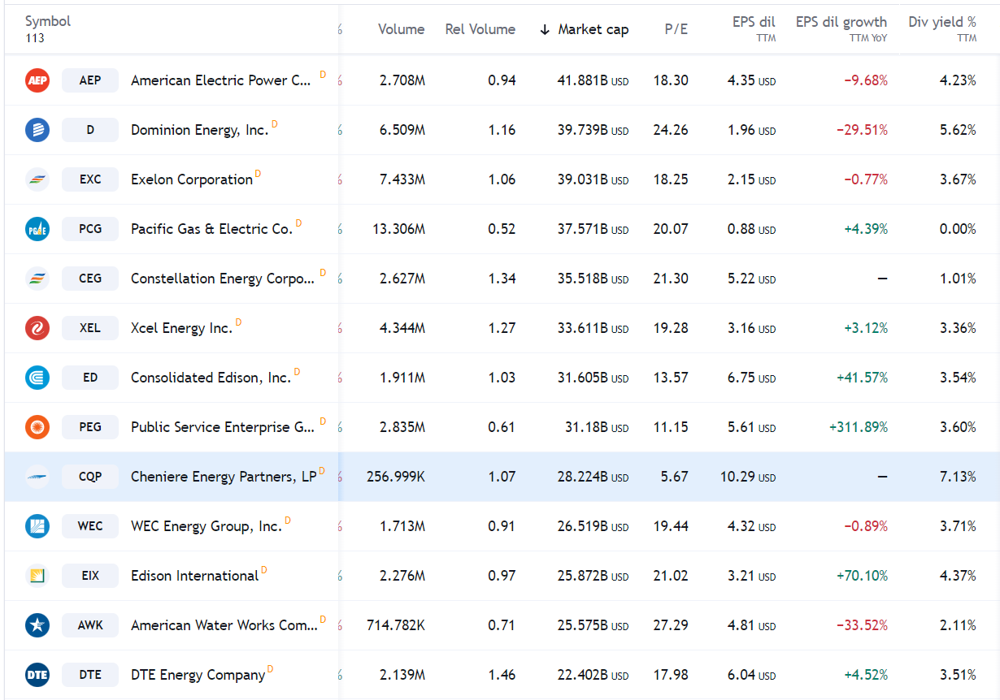 Symbol
113
% Volume Rel Volume ↓ Market cap P/E EPS dil TTM EPS dil growth TTM YoY Div yield % TTM
AEP AEP American Electric Power C... D % 2.708M 0.94 41.881B USD 18.30 4.35 USD −9.68% 4.23%
D Dominion Energy, Inc. D % 6.509M 1.16 39.739B USD 24.26 1.96 USD −29.51% 5.62%
EXC Exelon Corporation D % 7.433M 1.06 39.031B USD 18.25 2.15 USD −0.77% 3.67%
PG&E PCG Pacific Gas & Electric Co. D % 13.306M 0.52 37.571B USD 20.07 0.88 USD +4.39% 0.00%
CEG Constellation Energy Corpo... D % 2.627M 1.34 35.518B USD 21.30 5.22 USD — 1.01%
XEL Xcel Energy Inc. D % 4.344M 1.27 33.611B USD 19.28 3.16 USD +3.12% 3.36%
ED Consolidated Edison, Inc. D % 1.911M 1.03 31.605B USD 13.57 6.75 USD +41.57% 3.54%
PEG Public Service Enterprise G... D % 2.835M 0.61 31.18B USD 11.15 5.61 USD +311.89% 3.60%
CQP Cheniere Energy Partners, LP D % 256.999K 1.07 28.224B USD 5.67 10.29 USD — 7.13%
WEC WEC Energy Group, Inc. D % 1.713M 0.91 26.519B USD 19.44 4.32 USD −0.89% 3.71%
EIX Edison International D % 2.276M 0.97 25.872B USD 21.02 3.21 USD +70.10% 4.37%
AWK American Water Works Com... D % 714.782K 0.71 25.575B USD 27.29 4.81 USD −33.52% 2.11%
DTE DTE DTE Energy Company D % 2.139M 1.46 22.402B USD 17.98 6.04 USD +4.52% 3.51%